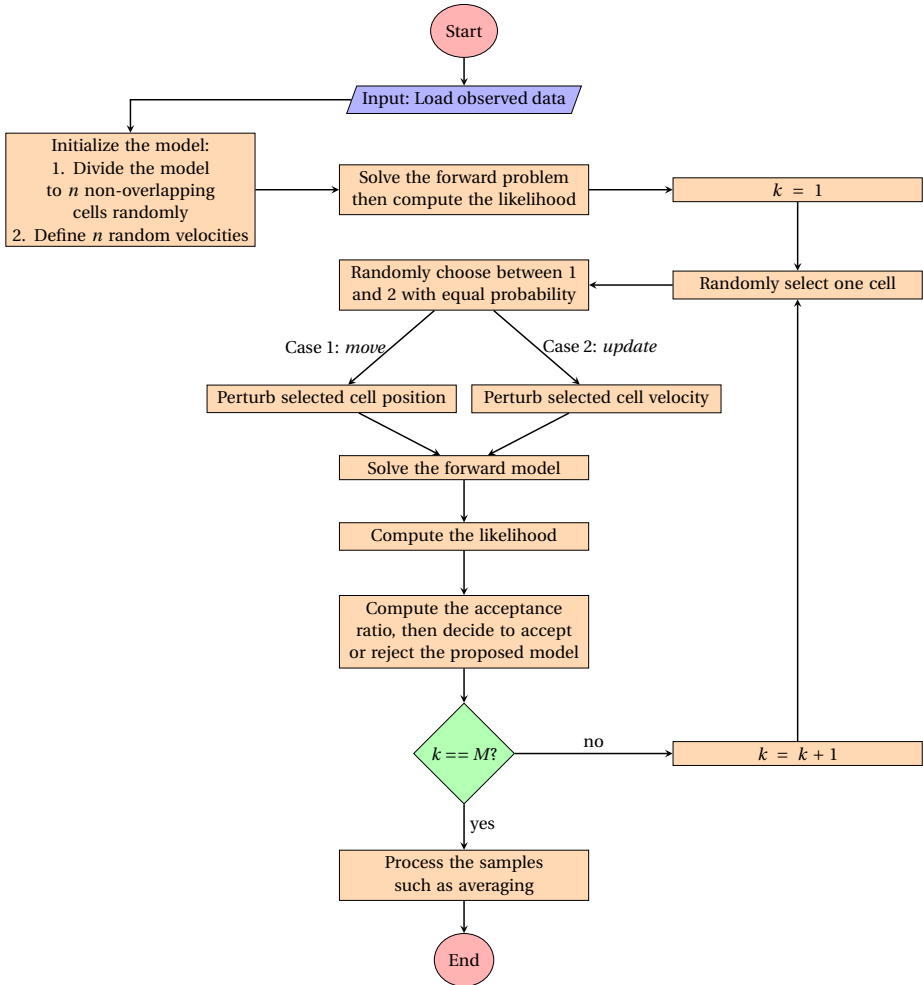 Start
Input: Load observed data
Initialize the model:
1. Divide the model
to n non-overlapping
cells randomly
2. Define n random velocities
Solve the forward problem
then compute the likelihood
k = 1
Randomly select one cell
Randomly choose between 1
and 2 with equal probability
Case 1: move
Case 2: update
Perturb selected cell position
Perturb selected cell velocity
Solve the forward model
Compute the likelihood
Compute the acceptance
ratio, then decide to accept
or reject the proposed model
k == M?
no
k = k + 1
yes
Process the samples
such as averaging
End